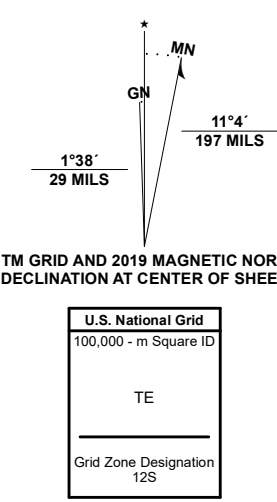 ★
MN
GN
11°4´
197 MILS
1°38´
29 MILS
TM GRID AND 2019 MAGNETIC NOR
DECLINATION AT CENTER OF SHEE
U.S. National Grid
100,000 - m Square ID
TE
Grid Zone Designation
12S